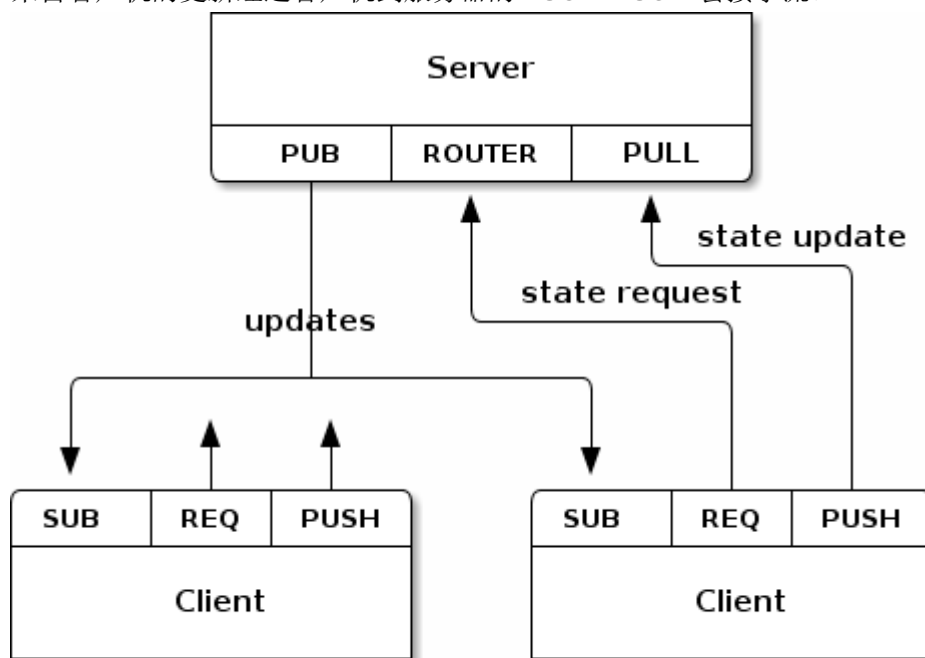 Server
PUB ROUTER PULL
state update
state request
updates
SUB REQ PUSH SUB REQ PUSH
Client Client